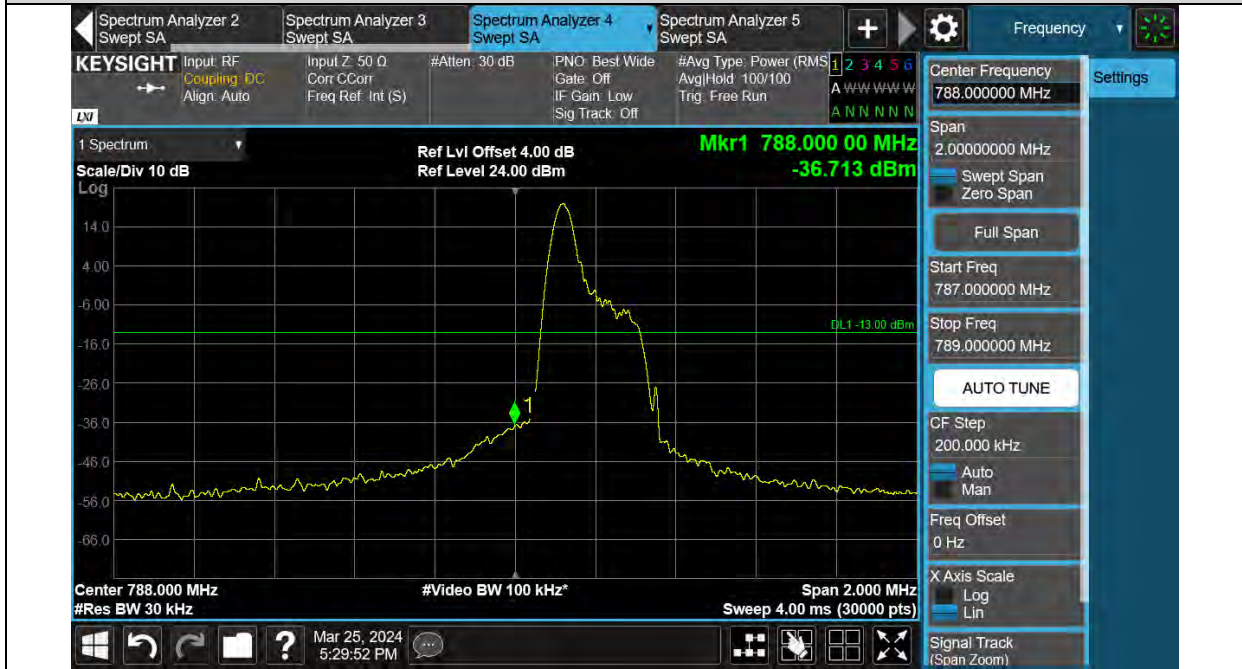 Spectrum Analyzer 2
Swept SA
Spectrum Analyzer 3
Swept SA
Spectrum Analyzer 4
Swept SA
Spectrum Analyzer 5
Swept SA
+
Frequency
KEYSIGHT
Input: RF
Coupling: DC
Align: Auto
Input Z: 50 Ω
Corr CCorr
Freq Ref: Int (S)
#Atten: 30 dB
PNO: Best Wide
Gate: Off
IF Gain: Low
Sig Track: Off
#Avg Type: Power (RMS
Avg|Hold: 100/100
Trig: Free Run
1 2 3 4 5 6
A W W W W W
A N N N N N
LXI
1 Spectrum
Scale/Div 10 dB
Ref Lvl Offset 4.00 dB
Ref Level 24.00 dBm
Mkr1 788.000 00 MHz
-36.713 dBm
Log
14.0
4.00
-6.00
-16.0
-26.0
-36.0
-46.0
-56.0
-66.0
DL1 -13.00 dBm
1
Center 788.000 MHz
#Res BW 30 kHz
#Video BW 100 kHz*
Span 2.000 MHz
Sweep 4.00 ms (30000 pts)
Mar 25, 2024
5:29:52 PM
?
Center Frequency
788.000000 MHz
Settings
Span
2.00000000 MHz
Swept Span
Zero Span
Full Span
Start Freq
787.000000 MHz
Stop Freq
789.000000 MHz
AUTO TUNE
CF Step
200.000 kHz
Auto
Man
Freq Offset
0 Hz
X Axis Scale
Log
Lin
Signal Track
(Span Zoom)